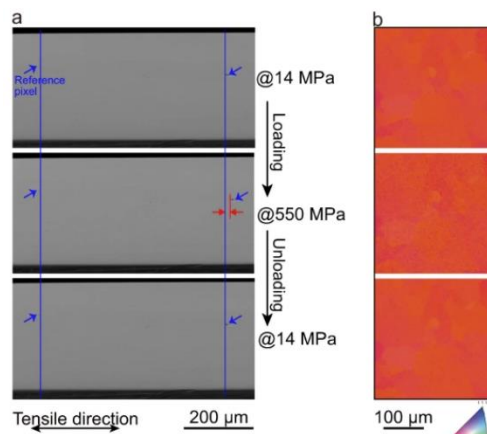 a
b
Reference
pixel
@14 MPa
Loading
@550 MPa
Unloading
@14 MPa
Tensile direction
200 µm
100 µm